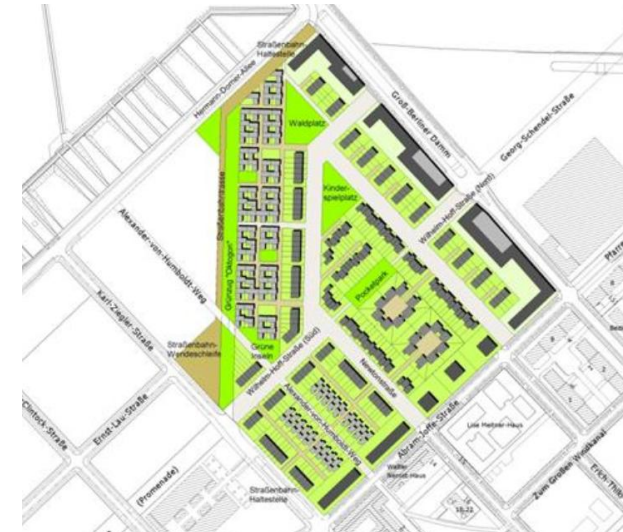 Straßenbahn-
Haltestelle
Hermann-Dorner-Allee
Groß-Berliner Damm
Georg-Schendel-Straße
Waldplatz
Kinder-
spielplatz
Wilhelm-Hoff-Straße (Nord)
Straßenbahntrasse
Grünzug "Oktogon"
Alexander-von-Humboldt-Weg
Karl-Ziegler-Straße
Pocketpark
Straßenbahn-
Wendeschleife
Grüne
Inseln
Wilhelm-Hoff-Straße (Süd)
Newtonstraße
Alexander-von-Humboldt-Weg
Abram-Joffe-Straße
Ernst-Lau-Straße
Clintock-Straße
(Promenade)
Straßenbahn-
Haltestelle
Lise Meitner-Haus
Walter
Nernst-Haus
Zum Großen Windkanal